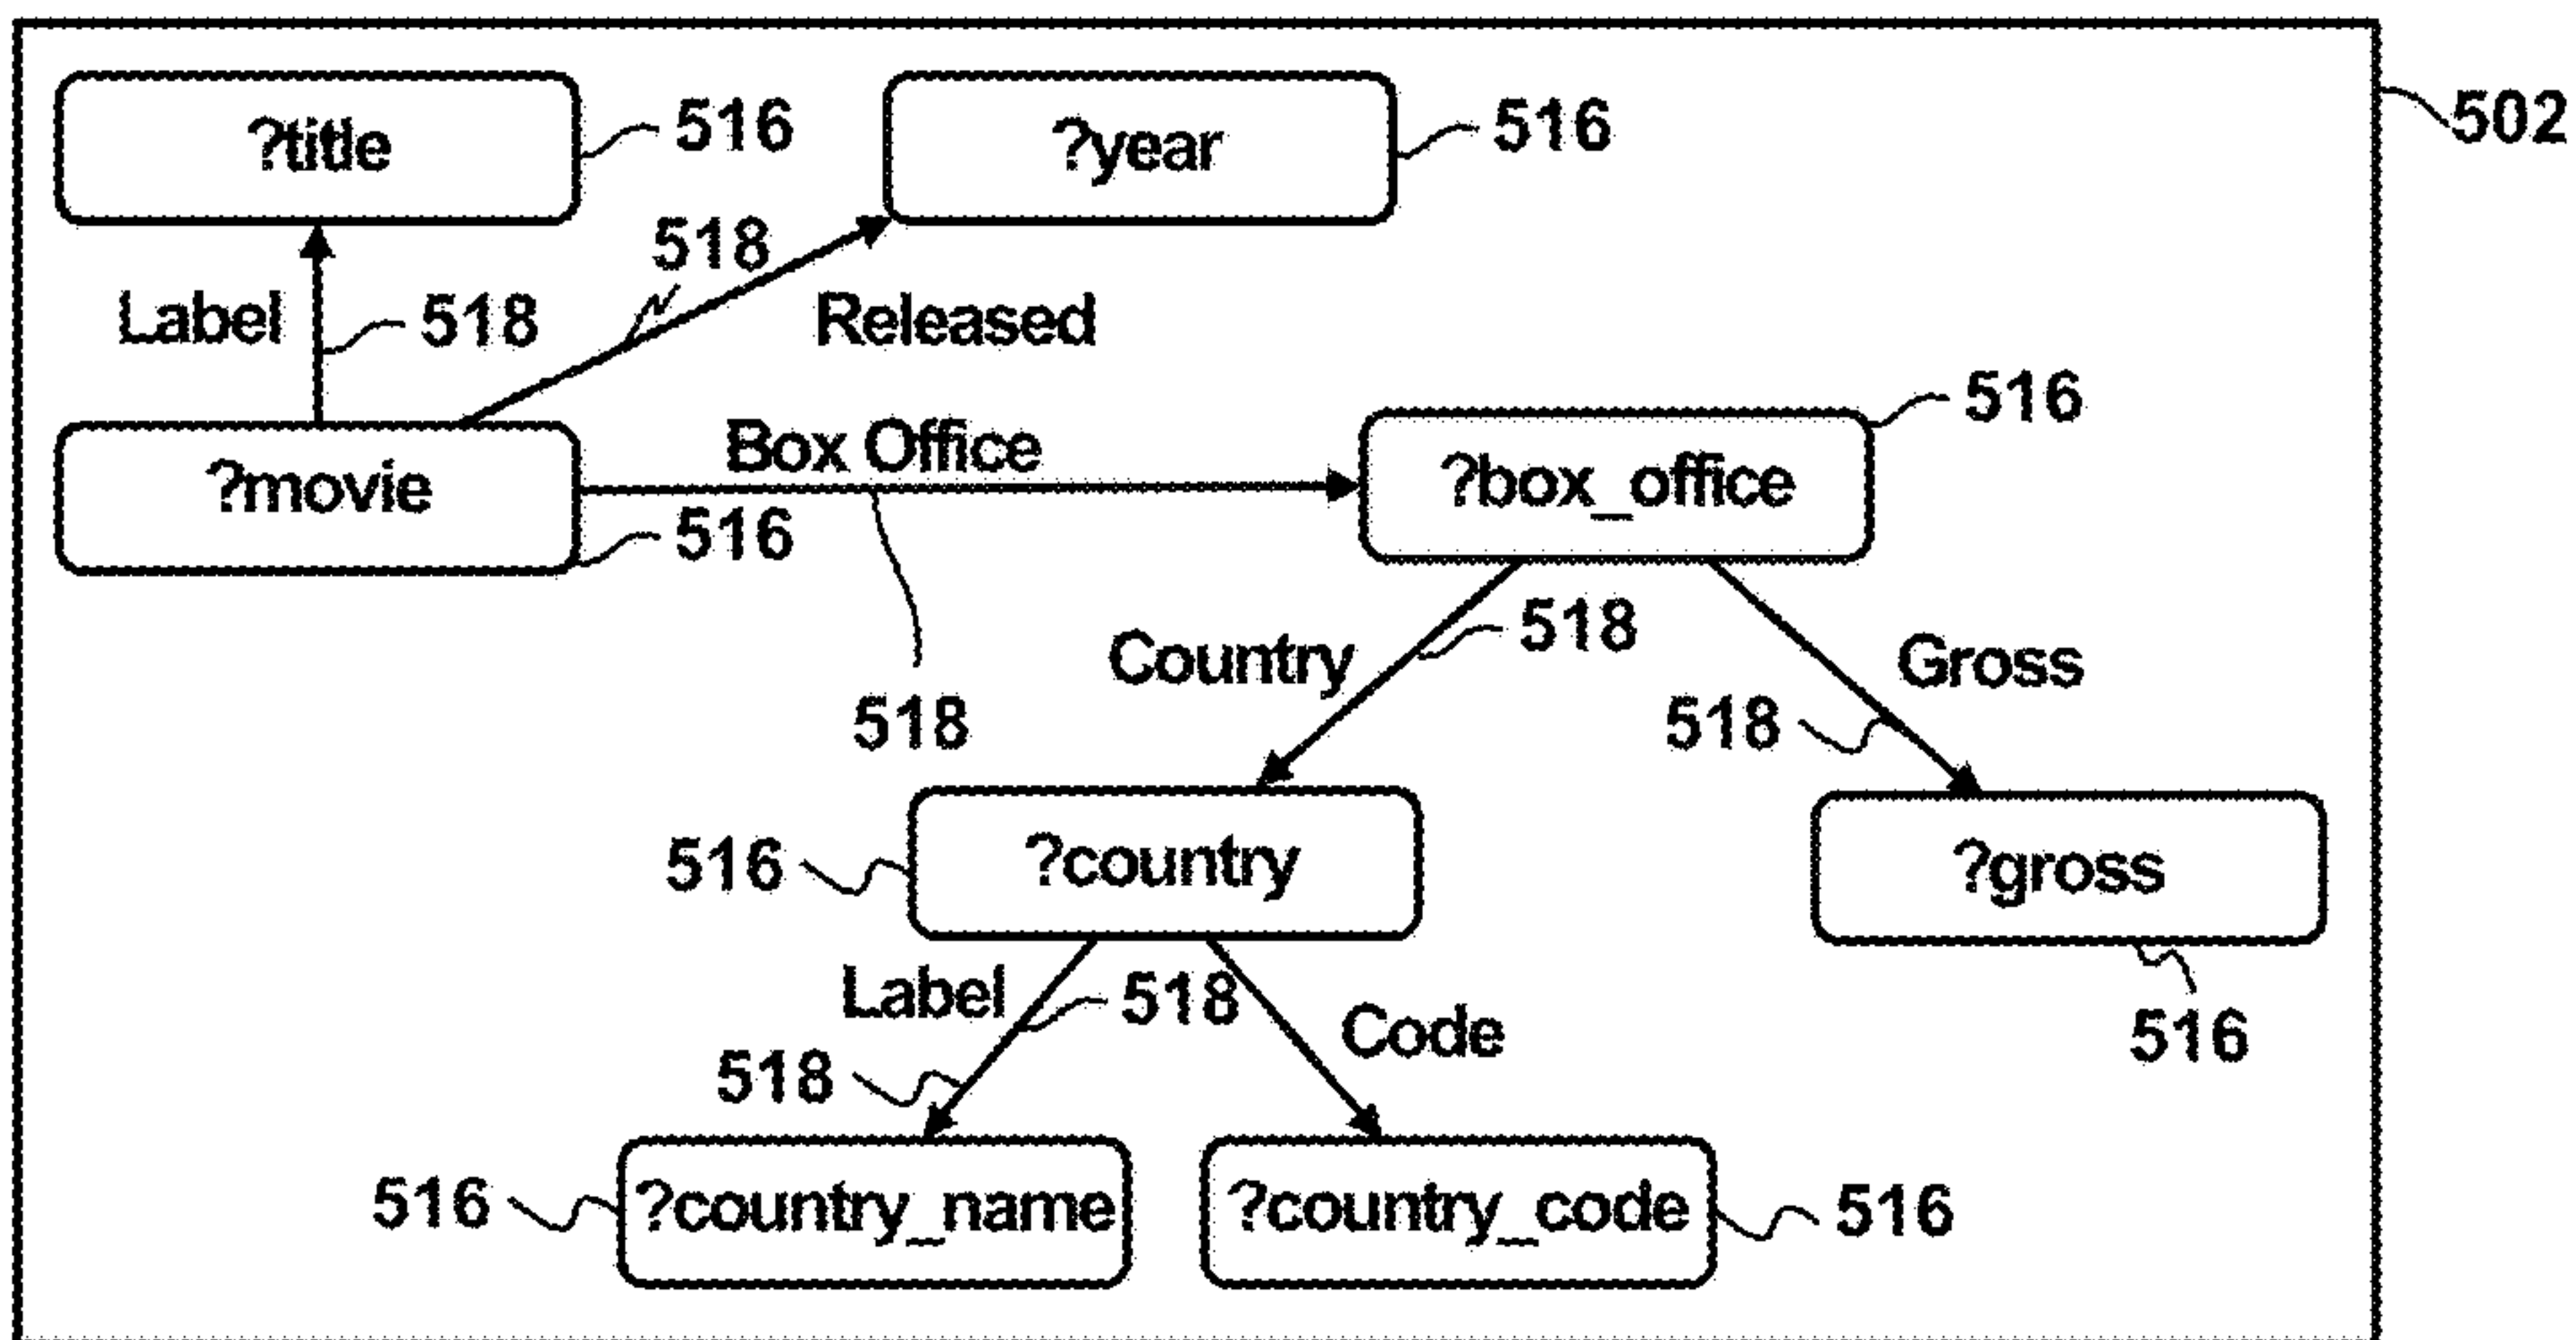 ?title 516 ?year 516 502
518
Label 518 Released
?movie 516 Box Office 518 ?box_office 516
Country 518 Gross 518
516 ?country ?gross 516
Label 518 Code
518
516 ?country_name ?country_code 516